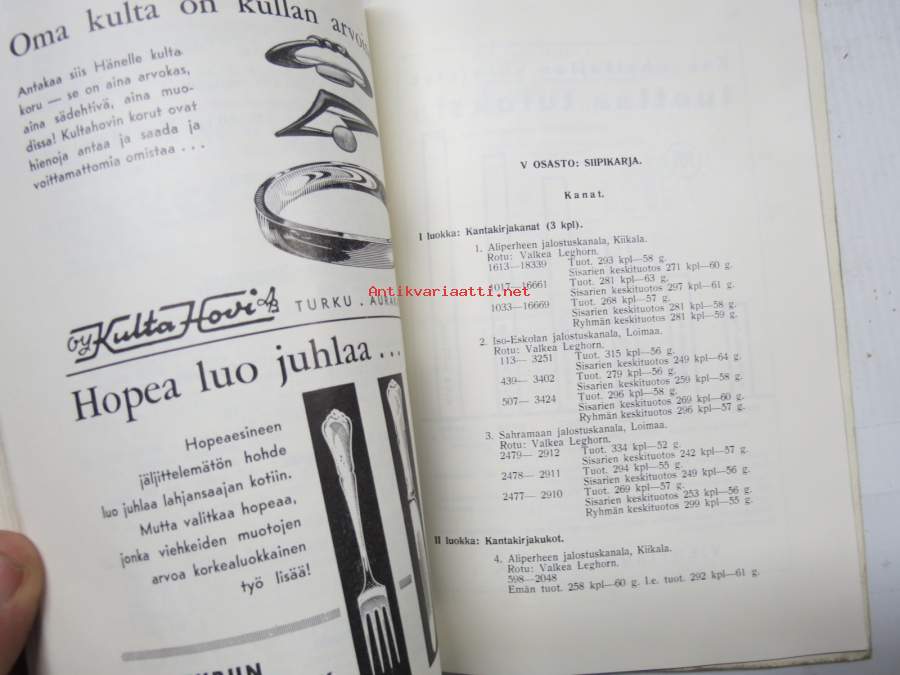 Oma kulta on kullan arvoi
Antakaa siis Hänelle kulta
koru — se on aina arvokas,
aina sädehtivä, aina muo-
dissa! Kultahovin korut ovat
hienoja antaa ja saada ja
voittamattomia omistaa . . .
Oy Kulta Hovi Ab TURKU . AURA
Hopea luo juhlaa . . .
Hopeaesineen
jäljittelemätön hohde
luo juhlaa lahjansaajan kotiin.
Mutta valitkaa hopeaa,
jonka viehkeiden muotojen
arvoa korkealuokkainen
työ lisää!
V OSASTO: SIIPIKARJA.
Kanat.
I luokka: Kantakirjakanat (3 kpl).
1. Aliperheen jalostuskanala, Kiikala.
Rotu: Valkea Leghorn.
1613—18339 Tuot. 293 kpl—58 g.
Sisarien keskituotos 271 kpl—60 g.
1017—16661 Tuot. 281 kpl—63 g.
Sisarien keskituotos 297 kpl—61 g.
1033—16669 Tuot. 268 kpl—57 g.
Sisarien keskituotos 281 kpl—58 g.
Ryhmän keskituotos 281 kpl—59 g.
2. Iso-Eskolan jalostuskanala, Loimaa.
Rotu: Valkea Leghorn.
113— 3251 Tuot. 315 kpl—56 g.
Sisarien keskituotos 249 kpl—64 g.
439— 3402 Tuot. 279 kpl—56 g.
Sisarien keskituotos 259 kpl—58 g.
507— 3424 Tuot. 296 kpl—58 g.
Sisarien keskituotos 269 kpl—60 g.
Ryhmän keskituotos 296 kpl—57 g.
3. Sahramaan jalostuskanala, Loimaa.
Rotu: Valkea Leghorn.
2479— 2912 Tuot. 334 kpl—52 g.
Sisarien keskituotos 242 kpl—57 g.
2478— 2911 Tuot. 294 kpl—55 g.
Sisarien keskituotos 249 kpl—56 g.
2477— 2910 Tuot. 269 kpl—57 g.
Sisarien keskituotos 253 kpl—56 g.
Ryhmän keskituotos 299 kpl—55 g.
II luokka: Kantakirjakukot.
4. Aliperheen jalostuskanala, Kiikala.
Rotu: Valkea Leghorn.
598—2048
Emän tuot. 258 kpl—60 g. I.e. tuot. 292 kpl—61 g.
Antikvariaatti.net